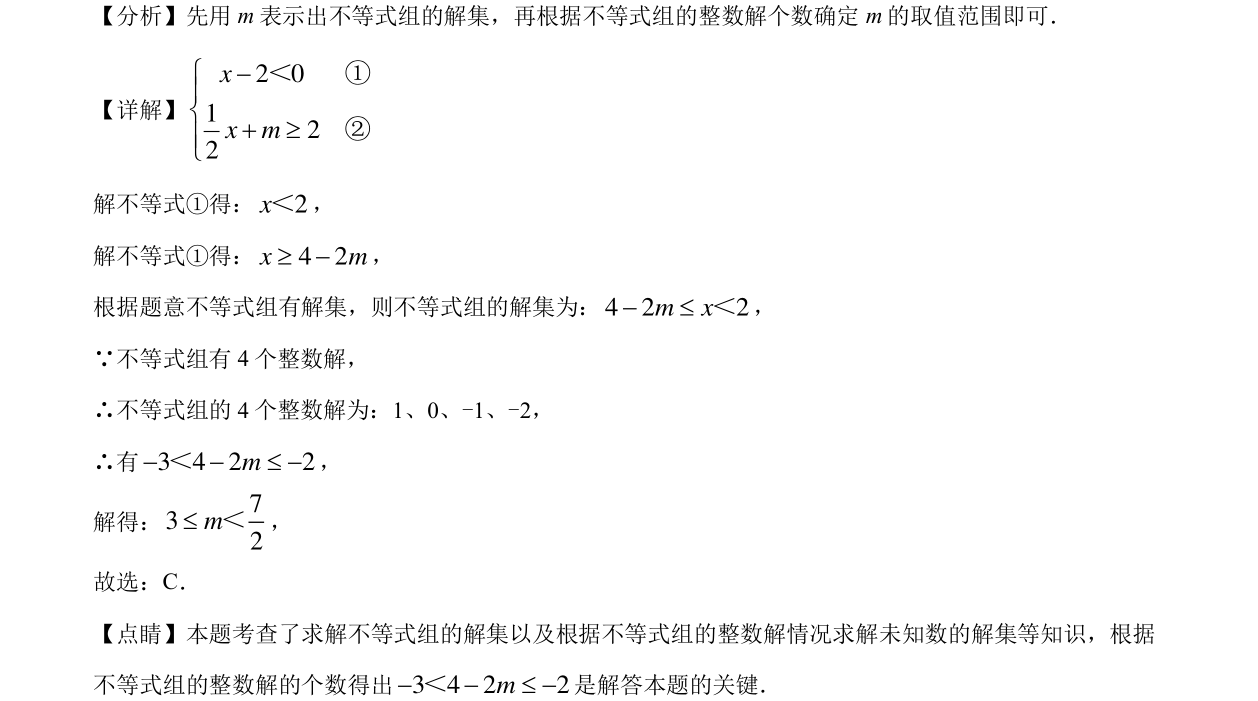 【分析】先用 m 表示出不等式组的解集，再根据不等式组的整数解个数确定 m 的取值范围即可．
【详解】{ x−2<0 ① 1/2 x+m≥2 ②
解不等式①得：x<2，
解不等式①得：x≥4−2m，
根据题意不等式组有解集，则不等式组的解集为：4−2m≤x<2，
∵不等式组有 4 个整数解，
∴不等式组的 4 个整数解为：1、0、-1、-2，
∴有−3<4−2m≤−2，
解得：3≤m<7/2，
故选：C．
【点睛】本题考查了求解不等式组的解集以及根据不等式组的整数解情况求解未知数的解集等知识，根据
不等式组的整数解的个数得出−3<4−2m≤−2是解答本题的关键．